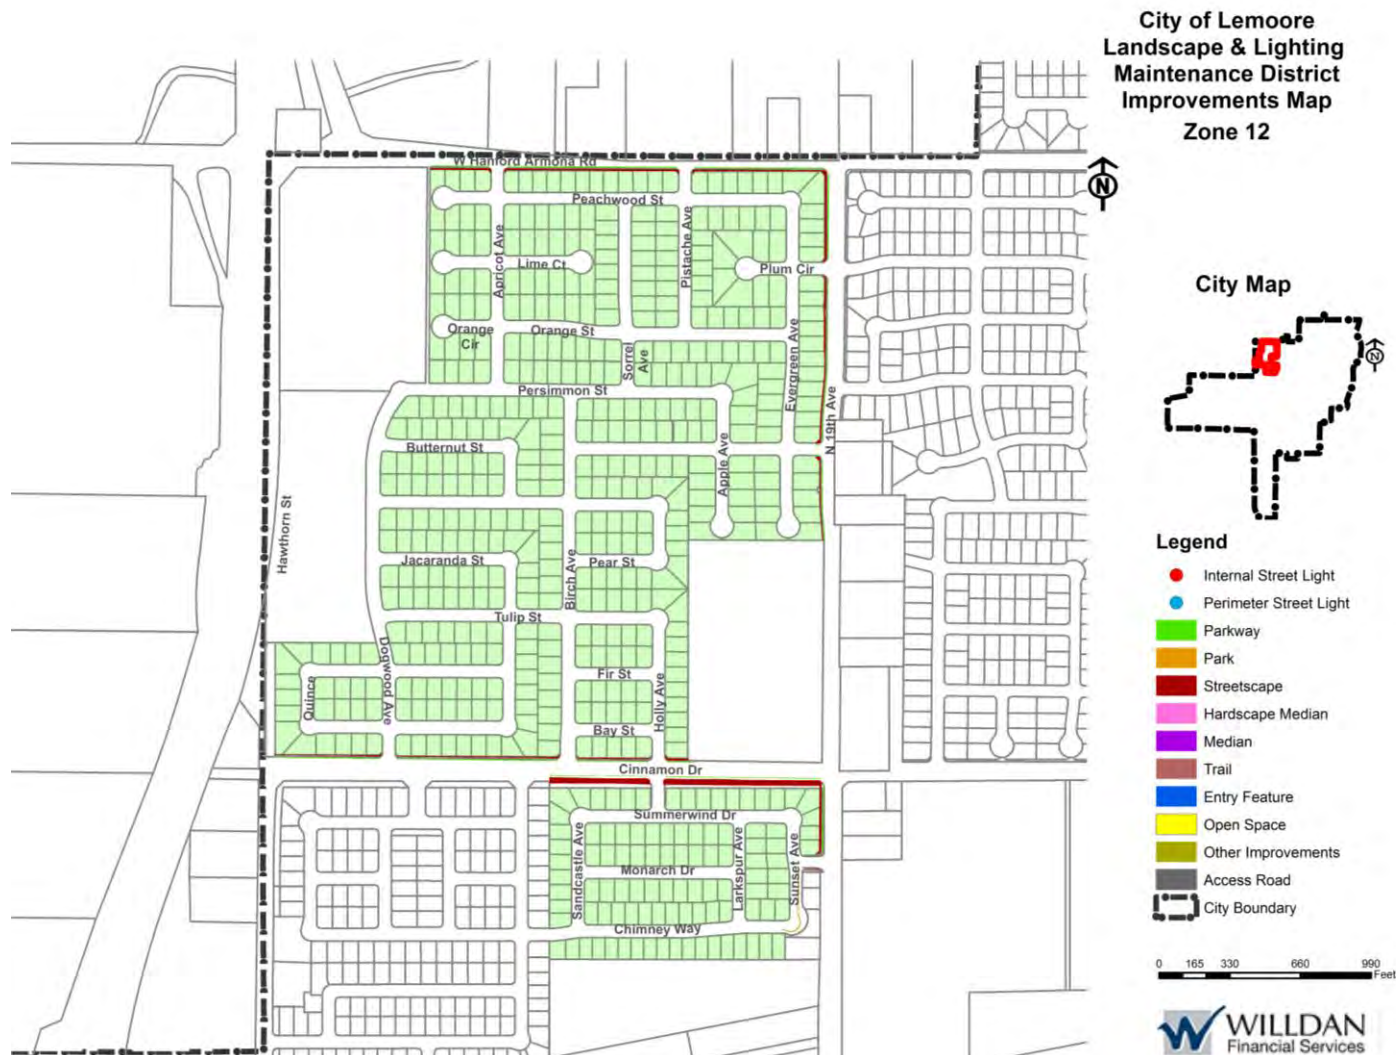 City of Lemoore
Landscape & Lighting
Maintenance District
Improvements Map
Zone 12
N
W Hanford Armona Rd
Peachwood St
Apricot Ave
Pistache Ave
Lime Ct
Plum Cir
Orange
Cir
Orange St
Sorrel
Ave
Evergreen Ave
Persimmon St
N 19th Ave
Butternut St
Apple Ave
Hawthorn St
Jacaranda St
Birch Ave
Pear St
Tulip St
Dogwood Ave
Quince
Fir St
Holly Ave
Bay St
Cinnamon Dr
Summerwind Dr
Sandcastle Ave
Larkspur Ave
Sunset Ave
Monarch Dr
Chimney Way
City Map
N
Legend
Internal Street Light
Perimeter Street Light
Parkway
Park
Streetscape
Hardscape Median
Median
Trail
Entry Feature
Open Space
Other Improvements
Access Road
City Boundary
0 165 330 660 990
Feet
WILLDAN
Financial Services